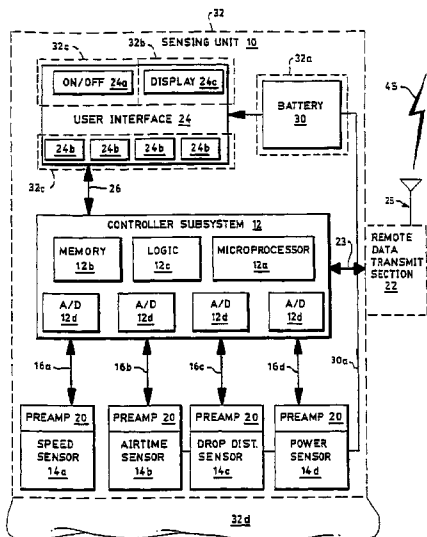 32
SENSING UNIT 10
32e
32b
32a
ON/OFF 24a
DISPLAY 24c
USER INTERFACE 24
24b 24b 24b 24b
32c
26
BATTERY
30
45
25
CONTROLLER SUBSYSTEM 12
MEMORY
12b
LOGIC
12c
MICROPROCESSOR
12a
A/D
12d
A/D
12d
A/D
12d
A/D
12d
23
REMOTE
DATA
TRANSMIT
SECTION
22
16a
16b
16c
16d
30a
PREAMP 20
SPEED
SENSOR
14a
PREAMP 20
AIRTIME
SENSOR
14b
PREAMP 20
DROP DIST.
SENSOR
14c
PREAMP 20
POWER
SENSOR
14d
32d